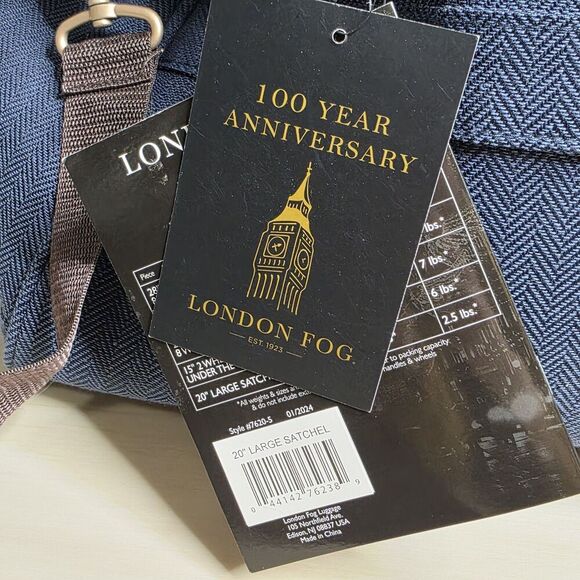 100 YEAR
ANNIVERSARY
LONDON FOG
EST. 1923
LON
Piece
lbs.*
7 lbs.*
6 lbs.*
2.5 lbs.*
15" 2 WH
UNDER THE
20" LARGE SATCH
*All weights & sizes a
& do not include ex
to packing capacity
handles & wheels
Style #7620-S 01/2024
20" LARGE SATCHEL
0 44142 76238 9
London Fog Luggage
105 Northfield Ave.
Edison, NJ 08837 USA
Made in China